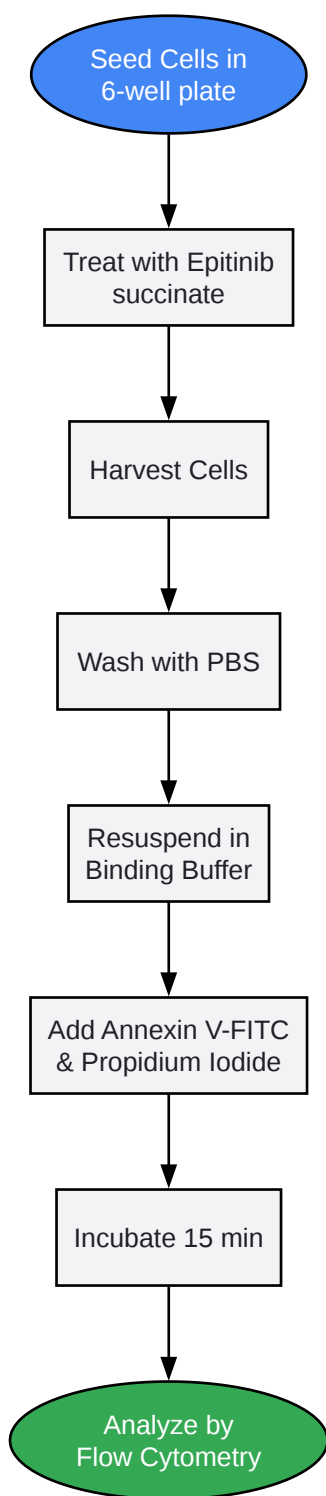 Seed Cells in
6-well plate
Treat with Epitinib
succinate
Harvest Cells
Wash with PBS
Resuspend in
Binding Buffer
Add Annexin V-FITC
& Propidium Iodide
Incubate 15 min
Analyze by
Flow Cytometry